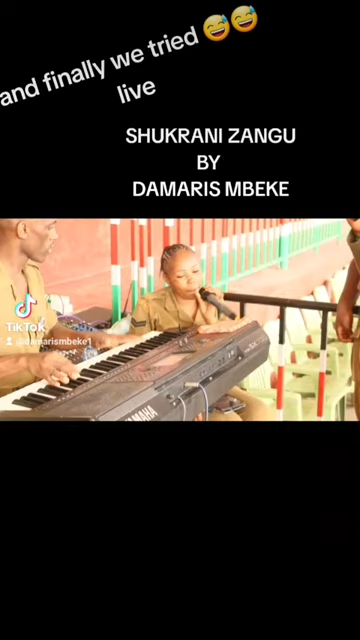 and finally we tried 😅😅
live
SHUKRANI ZANGU
BY
DAMARIS MBEKE
TikTok
@damarismbeke1
YAMAHA